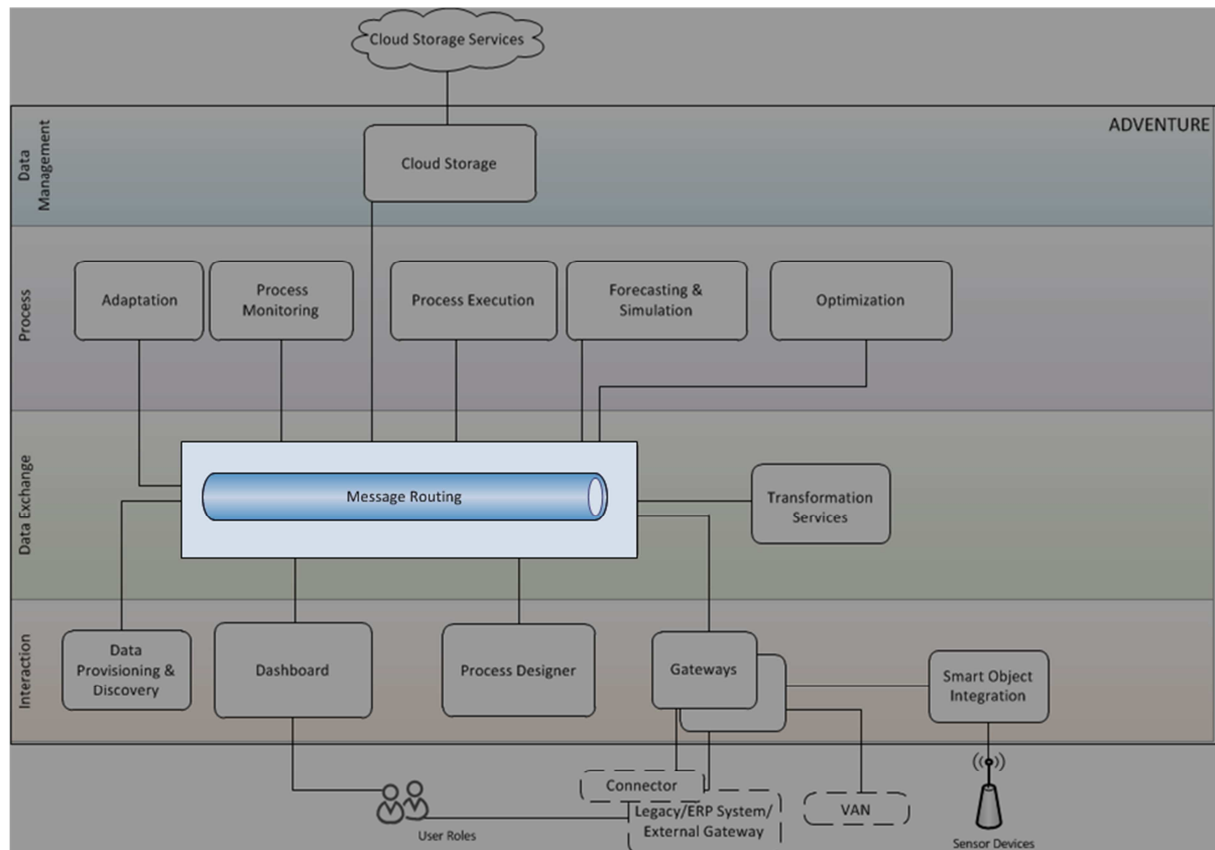 Cloud Storage Services
ADVENTURE
Data
Management
Cloud Storage
Process
Adaptation
Process
Monitoring
Process Execution
Forecasting &
Simulation
Optimization
Data Exchange
Message Routing
Transformation
Services
Interaction
Data
Provisioning &
Discovery
Dashboard
Process Designer
Gateways
Smart Object
Integration
Connector
Legacy/ERP System/
External Gateway
VAN
User Roles
Sensor Devices